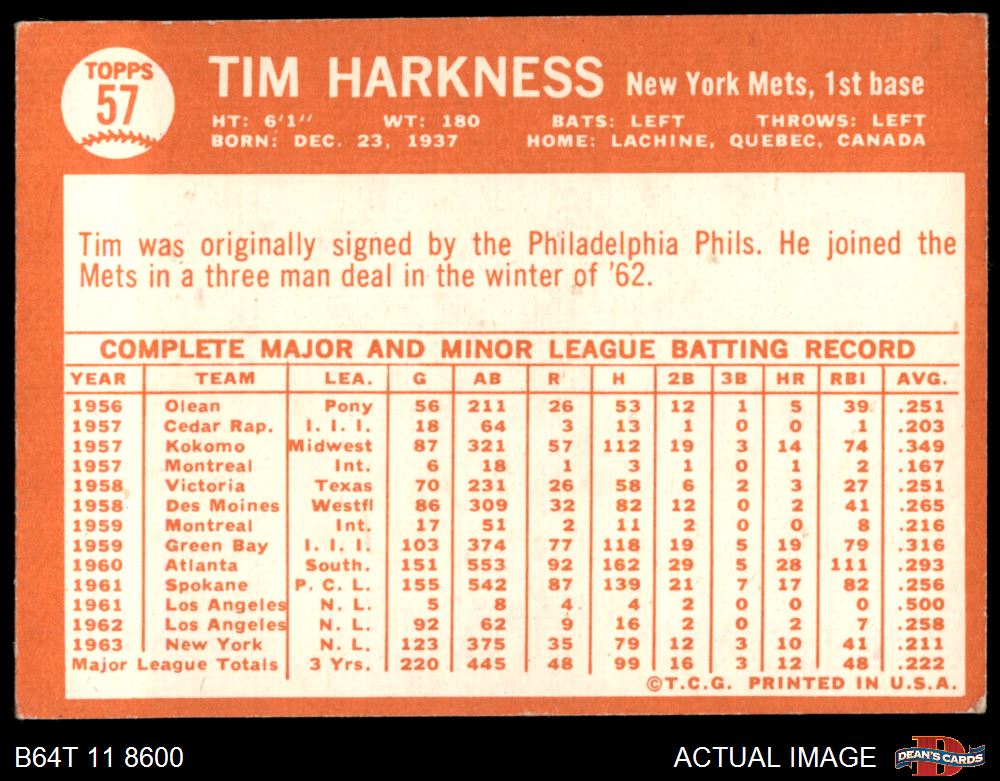 TOPPS
57
TIM HARKNESS New York Mets, 1st base
HT: 6'1" WT: 180 BATS: LEFT THROWS: LEFT
BORN: DEC. 23, 1937 HOME: LACHINE, QUEBEC, CANADA
Tim was originally signed by the Philadelphia Phils. He joined the
Mets in a three man deal in the winter of '62.
COMPLETE MAJOR AND MINOR LEAGUE BATTING RECORD
YEAR TEAM LEA. G AB R H 2B 3B HR RBI AVG.
1956 Olean Pony 56 211 26 53 12 1 5 39 .251
1957 Cedar Rap. I. I. I. 18 64 3 13 1 0 0 1 .203
1957 Kokomo Midwest 87 321 57 112 19 3 14 74 .349
1957 Montreal Int. 6 18 1 3 1 0 1 2 .167
1958 Victoria Texas 70 231 26 58 6 2 3 27 .251
1958 Des Moines Westfl 86 309 32 82 12 0 2 41 .265
1959 Montreal Int. 17 51 2 11 2 0 0 8 .216
1959 Green Bay I. I. I. 103 374 77 118 19 5 19 79 .316
1960 Atlanta South. 151 553 92 162 29 5 28 111 .293
1961 Spokane P. C. L. 155 542 87 139 21 7 17 82 .256
1961 Los Angeles N. L. 5 8 4 4 2 0 0 0 .500
1962 Los Angeles N. L. 92 62 9 16 2 0 2 7 .258
1963 New York N. L. 123 375 35 79 12 3 10 41 .211
Major League Totals 3 Yrs. 220 445 48 99 16 3 12 48 .222
©T.C.G. PRINTED IN U.S.A.
B64T 11 8600 ACTUAL IMAGE DEAN'S CARDS